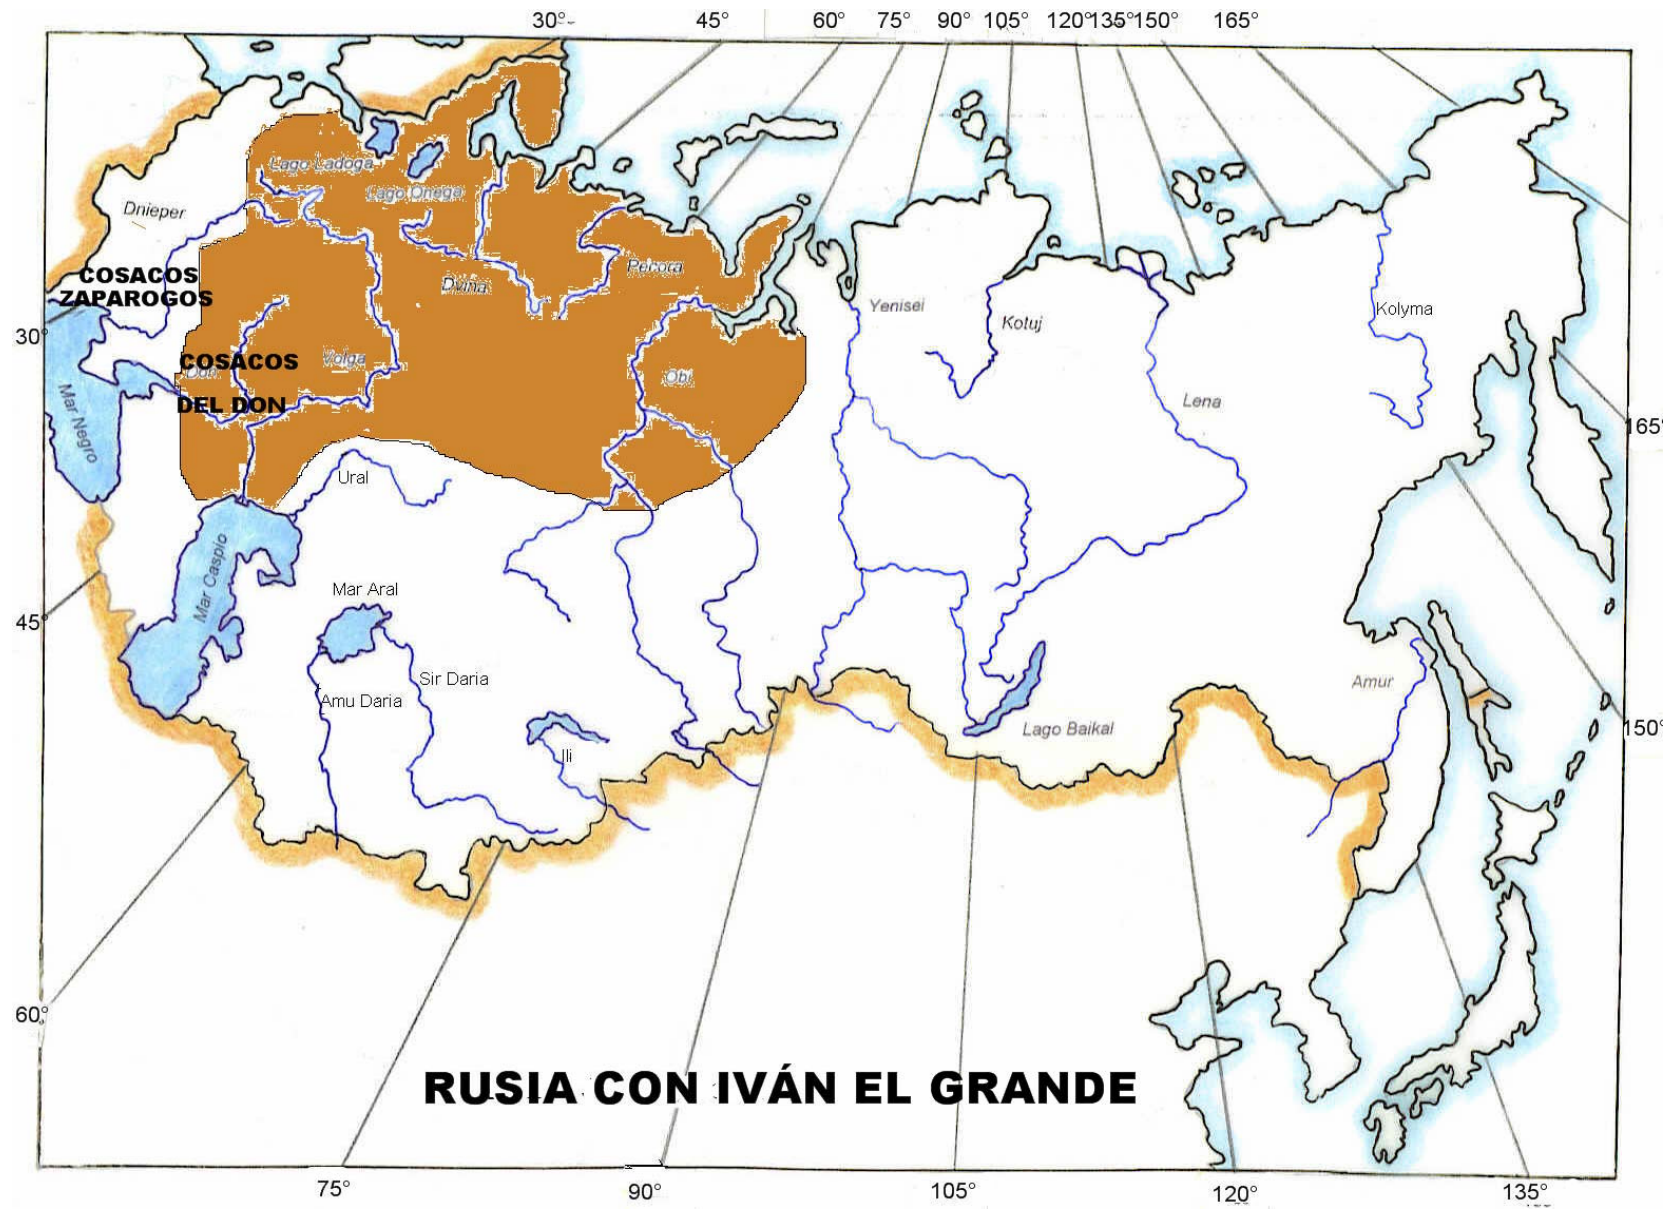 30°
45°
60°
75°
90°
105°
120°
135°
150°
165°
Lago Ladoga
Lago Onega
Dnieper
COSACOS
ZAPAROGOS
Dvina
Pechora
Yenisei
Kotuj
Kolyma
30°
COSACOS
Don
Volga
Obi
DEL DON
Lena
Mar Negro
165°
Ural
Mar Caspio
Mar Aral
45°
Sir Daria
Amu Daria
Amur
Lago Baikal
150°
Ili
60°
RUSIA CON IVÁN EL GRANDE
75°
90°
105°
120°
135°